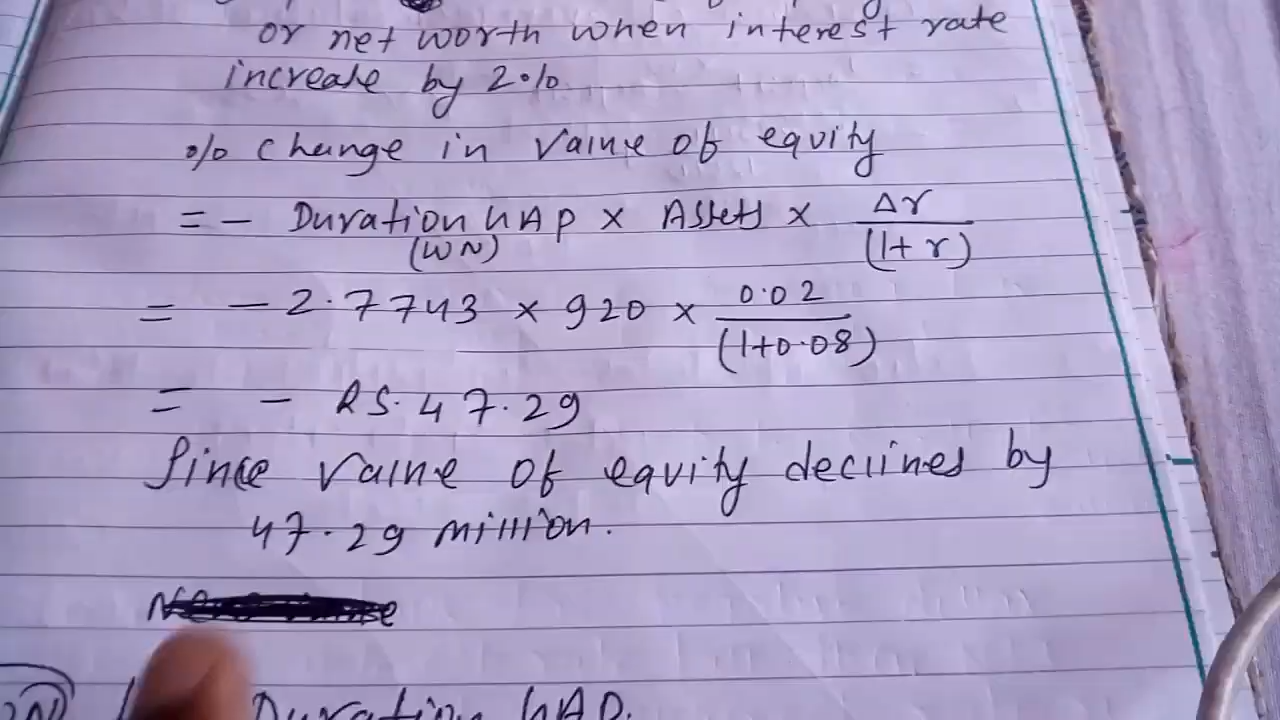 or net worth when interest rate
increase by 2%
% change in value of equity
= - Duration GAP × Assets × Δr / (1+r)
(WN)
= - 2.7743 × 920 × 0.02 / (1+0.08)
= - RS. 47.29
Since value of equity declines by
47.29 million.
Duration GAP.